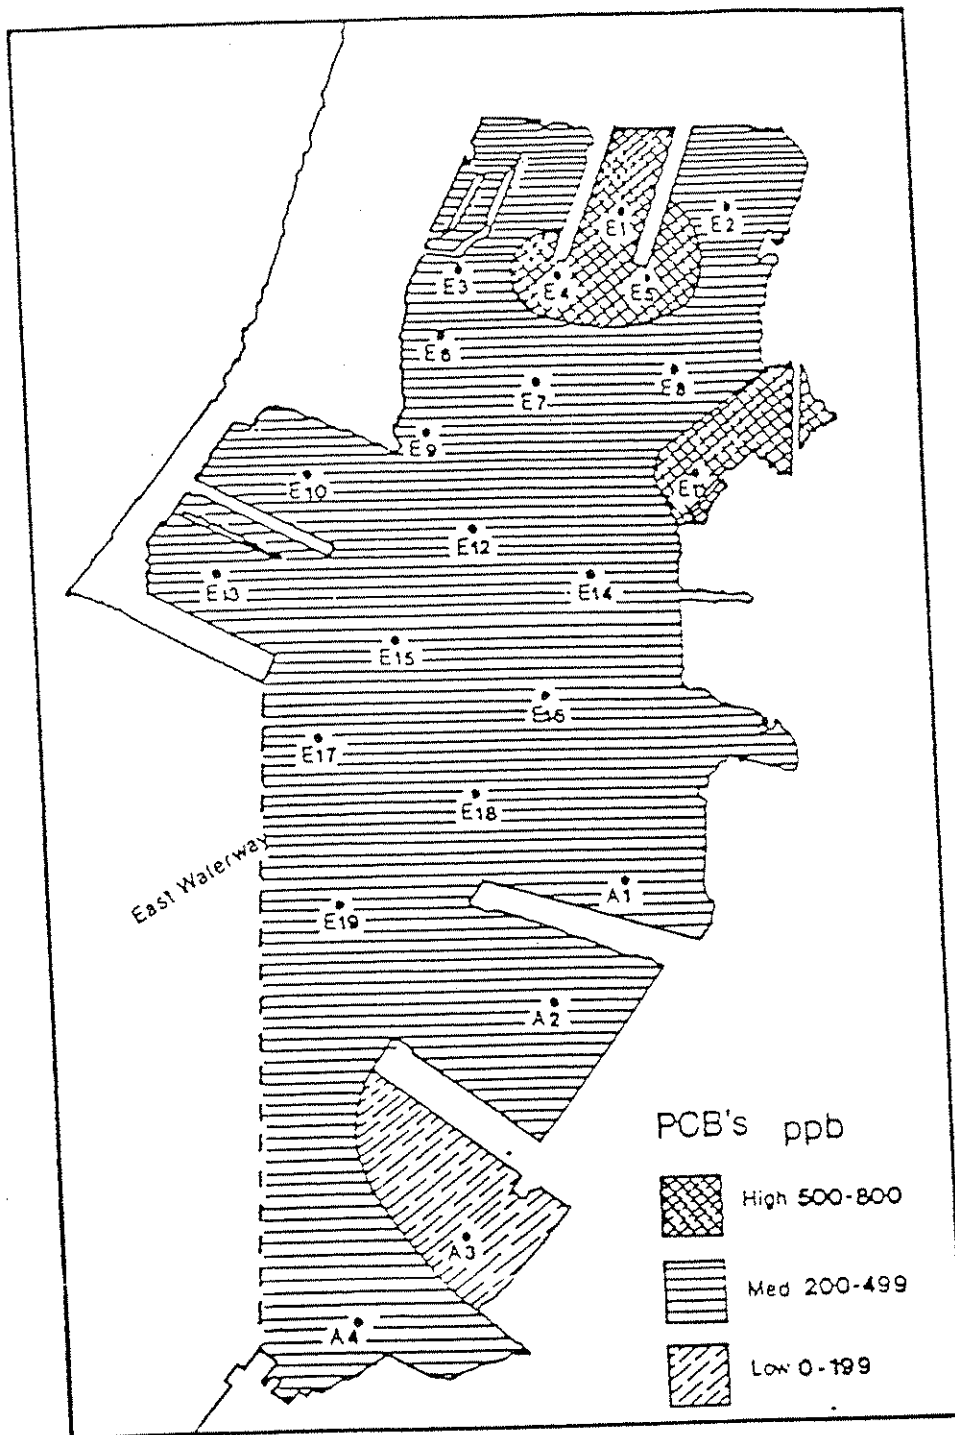 E1
E2
E3
E4
E5
E6
E7
E8
E9
E10
E11
E12
E13
E14
E15
E16
E17
E18
East Waterway
A1
E19
A2
PCB's ppb
High 500-800
A3
Med 200-499
A4
Low 0-199